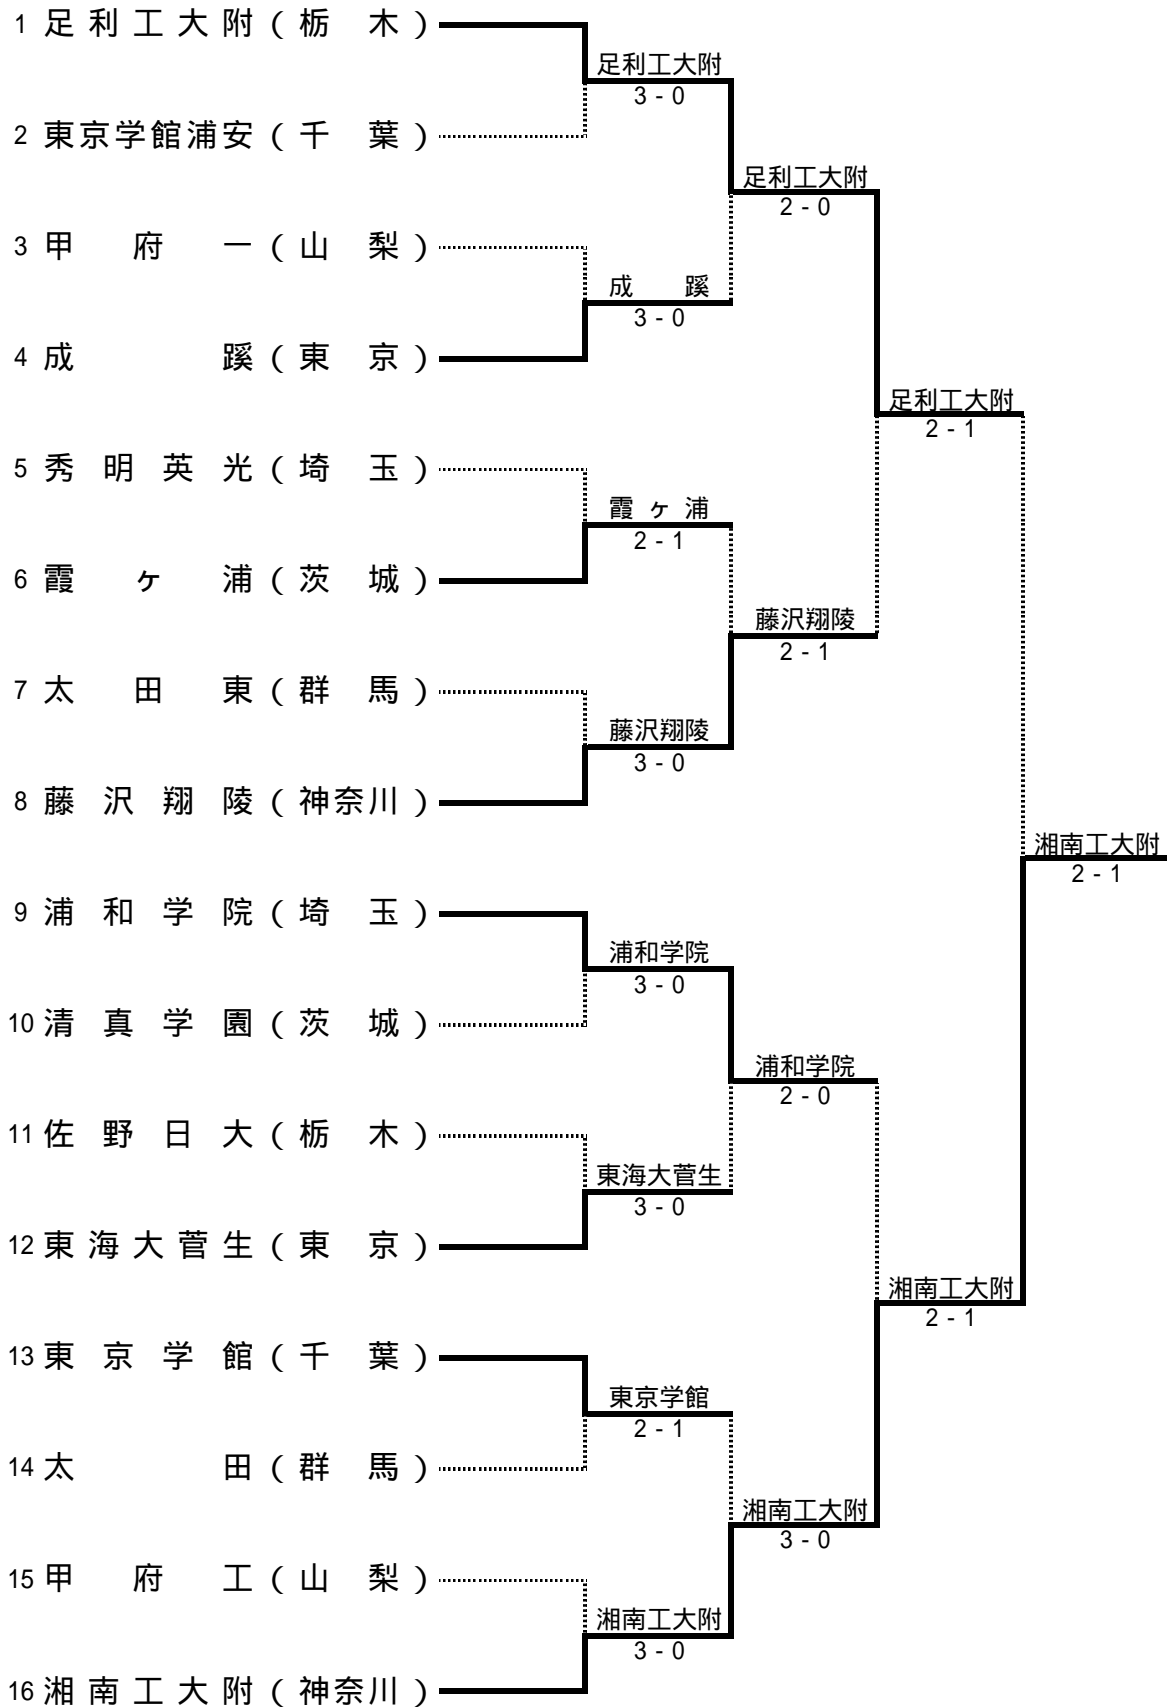 1 足利工大附(栃木)
足利工大附
3 - 0
2 東京学館浦安(千葉)
足利工大附
2 - 0
3 甲府一(山梨)
成蹊
3 - 0
4 成蹊(東京)
足利工大附
2 - 1
5 秀明英光(埼玉)
霞ヶ浦
2 - 1
6 霞ヶ浦(茨城)
藤沢翔陵
2 - 1
7 太田東(群馬)
藤沢翔陵
3 - 0
8 藤沢翔陵(神奈川)
湘南工大附
2 - 1
9 浦和学院(埼玉)
浦和学院
3 - 0
10 清真学園(茨城)
浦和学院
2 - 0
11 佐野日大(栃木)
東海大菅生
3 - 0
12 東海大菅生(東京)
湘南工大附
2 - 1
13 東京学館(千葉)
東京学館
2 - 1
14 太田(群馬)
湘南工大附
3 - 0
15 甲府工(山梨)
湘南工大附
3 - 0
16 湘南工大附(神奈川)